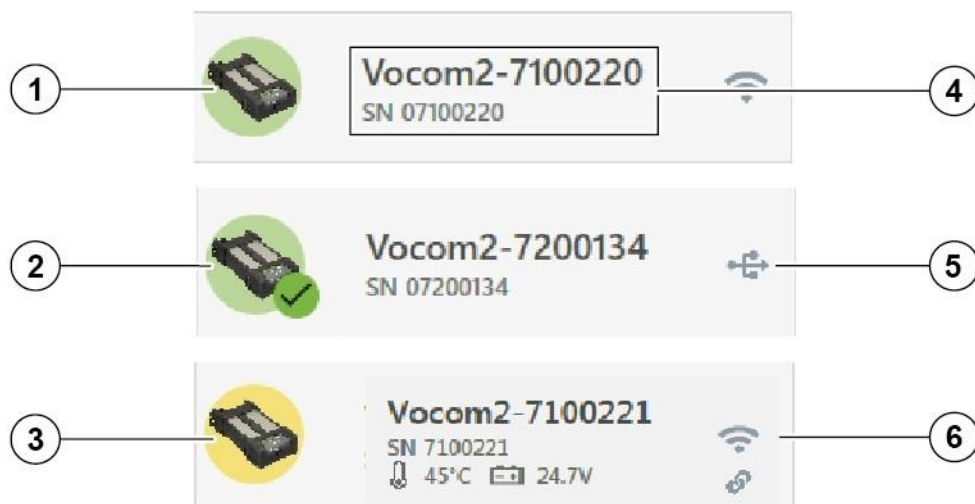 1
Vocom2-7100220
SN 07100220
4
2
Vocom2-7200134
SN 07200134
5
3
Vocom2-7100221
SN 7100221
45°C 24.7V
6